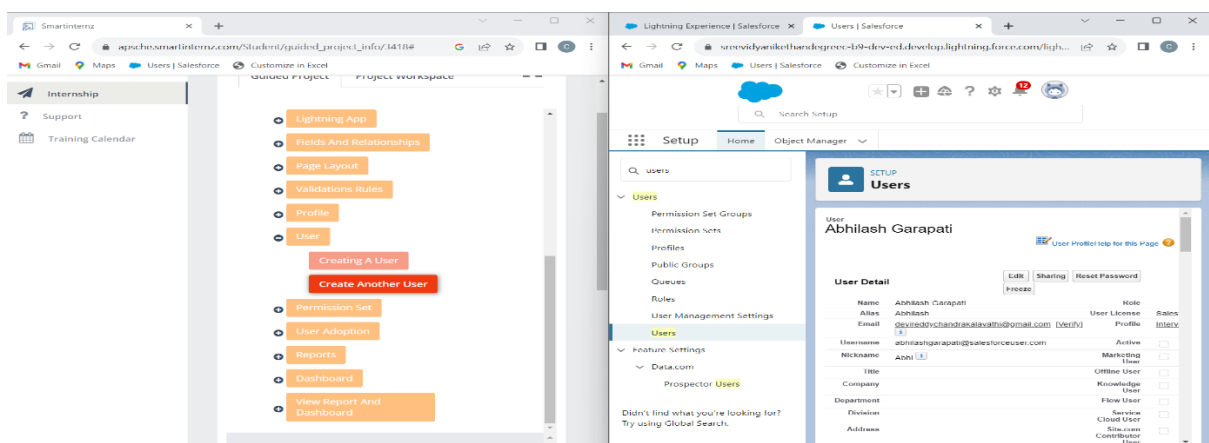 Smartinternz
apsche.smartinternz.com/Student/guided_project_info/3418#
Gmail Maps Users | Salesforce Customize in Excel
Guided Project Project Workspace
Internship
Support
Training Calendar
Lightning App
Fields And Relationships
Page Layout
Validations Rules
Profile
User
Creating A User
Create Another User
Permission Set
User Adoption
Reports
Dashboard
View Report And
Dashboard
Lightning Experience | Salesforce Users | Salesforce
sreevidyanikethandegreec-b9-dev-ed.develop.lightning.force.com/ligh...
Gmail Maps Users | Salesforce Customize in Excel
12
Search Setup
Setup Home Object Manager
users
Users
Permission Set Groups
Permission Sets
Profiles
Public Groups
Queues
Roles
User Management Settings
Users
Feature Settings
Data.com
Prospector Users
Didn't find what you're looking for?
Try using Global Search.
SETUP
Users
User
Abhilash Garapati
User Profile Help for this Page
User Detail
Edit Sharing Reset Password
Freeze
Name Abhilash Garapati Role
Alias Abhilash User License Sales
Email devireddychandrakalavathi@gmail.com [Verify] Profile Interv
Username abhilashgarapati@salesforceuser.com Active
Nickname Abhi Marketing
User
Title Offline User
Company Knowledge
User
Department Flow User
Division Service
Cloud User
Address Site.com
Contributor
User